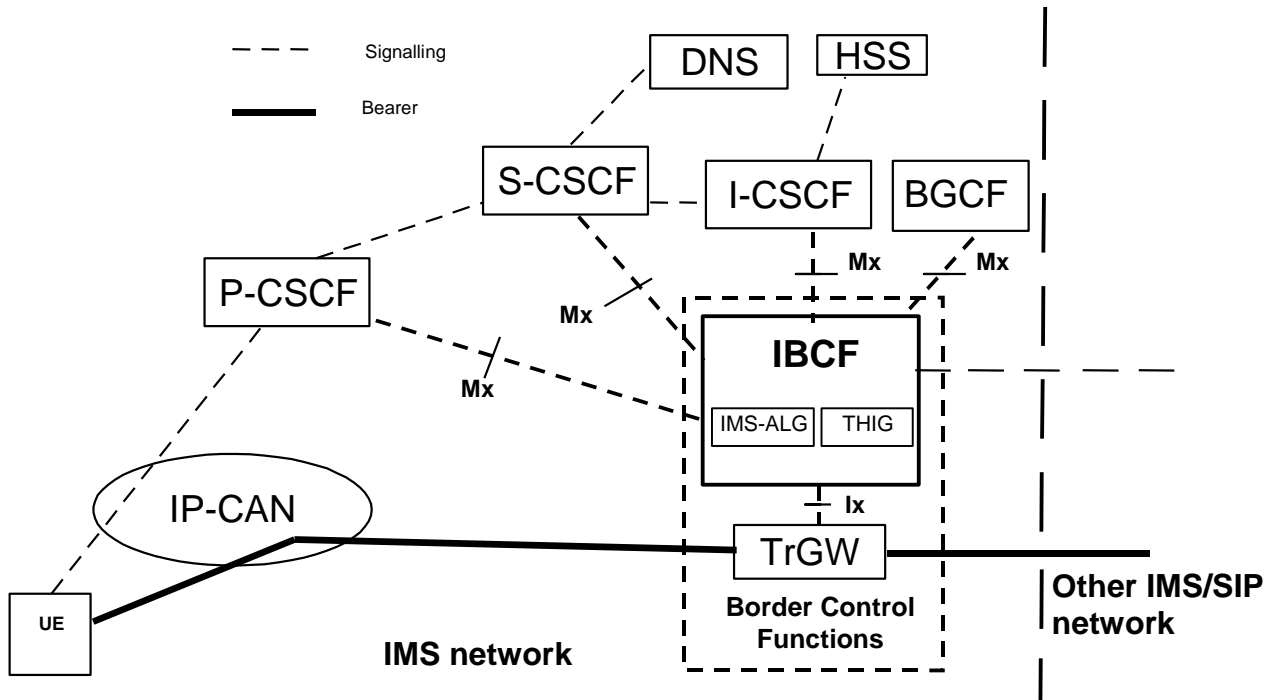 Signalling
Bearer
DNS
HSS
S-CSCF
I-CSCF
BGCF
P-CSCF
Mx
Mx
Mx
Mx
IBCF
IMS-ALG
THIG
IP-CAN
Ix
TrGW
UE
Border Control
Functions
IMS network
Other IMS/SIP
network